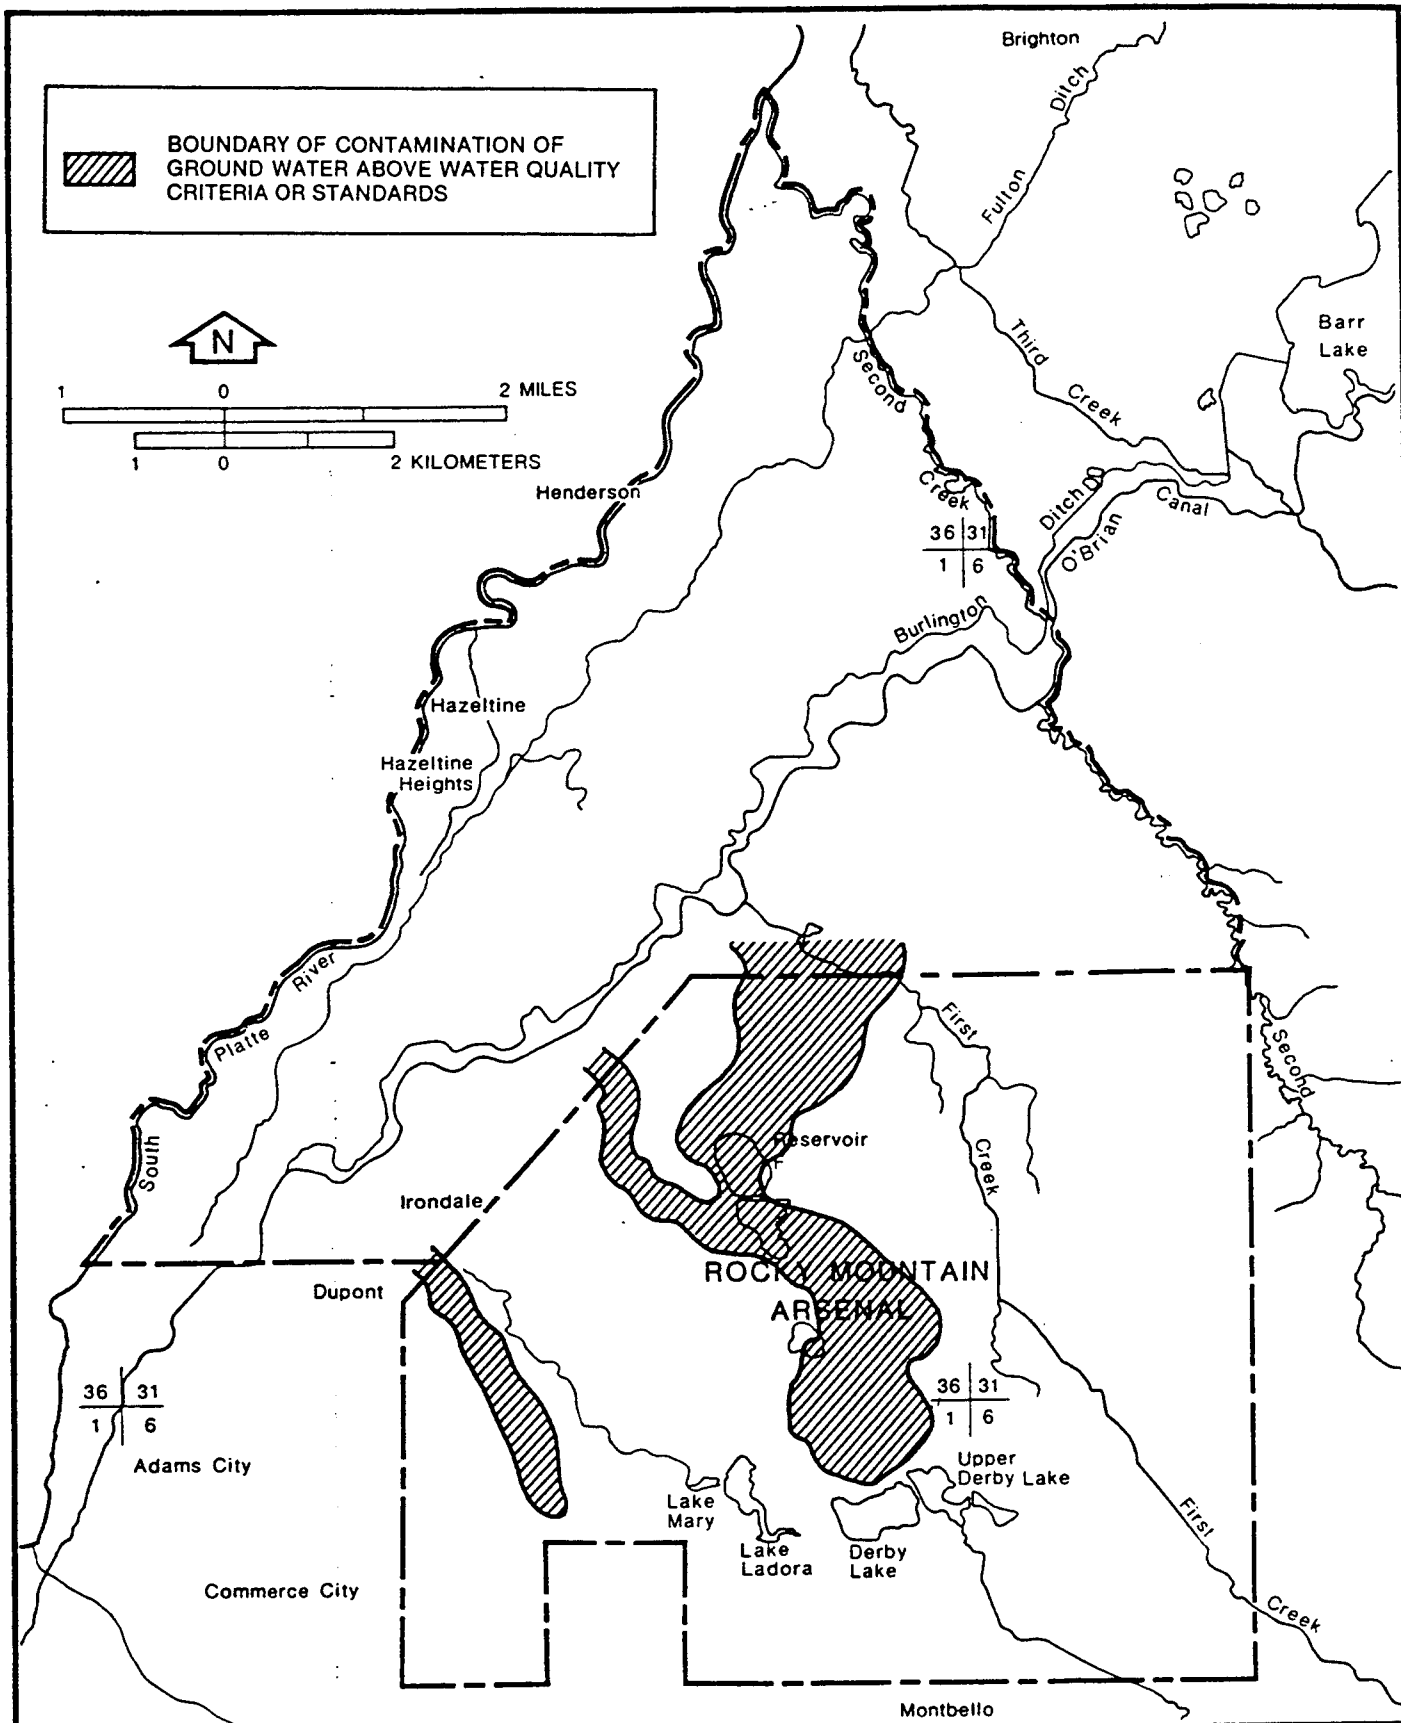 Brighton
BOUNDARY OF CONTAMINATION OF
GROUND WATER ABOVE WATER QUALITY
CRITERIA OR STANDARDS
Fulton Ditch
N
1 0 2 MILES
1 0 2 KILOMETERS
Barr
Lake
Third Creek
Second Creek
Henderson
Ditch
O'Brian Canal
36 31
1 6
Burlington
Hazeltine
Hazeltine
Heights
South Platte River
First Creek
Second
Reservoir
F
Irondale
ROCKY MOUNTAIN
ARSENAL
Dupont
36 31
1 6
36 31
1 6
Adams City
Upper
Derby Lake
Lake
Mary
Lake
Ladora
Derby
Lake
First Creek
Commerce City
Montbello